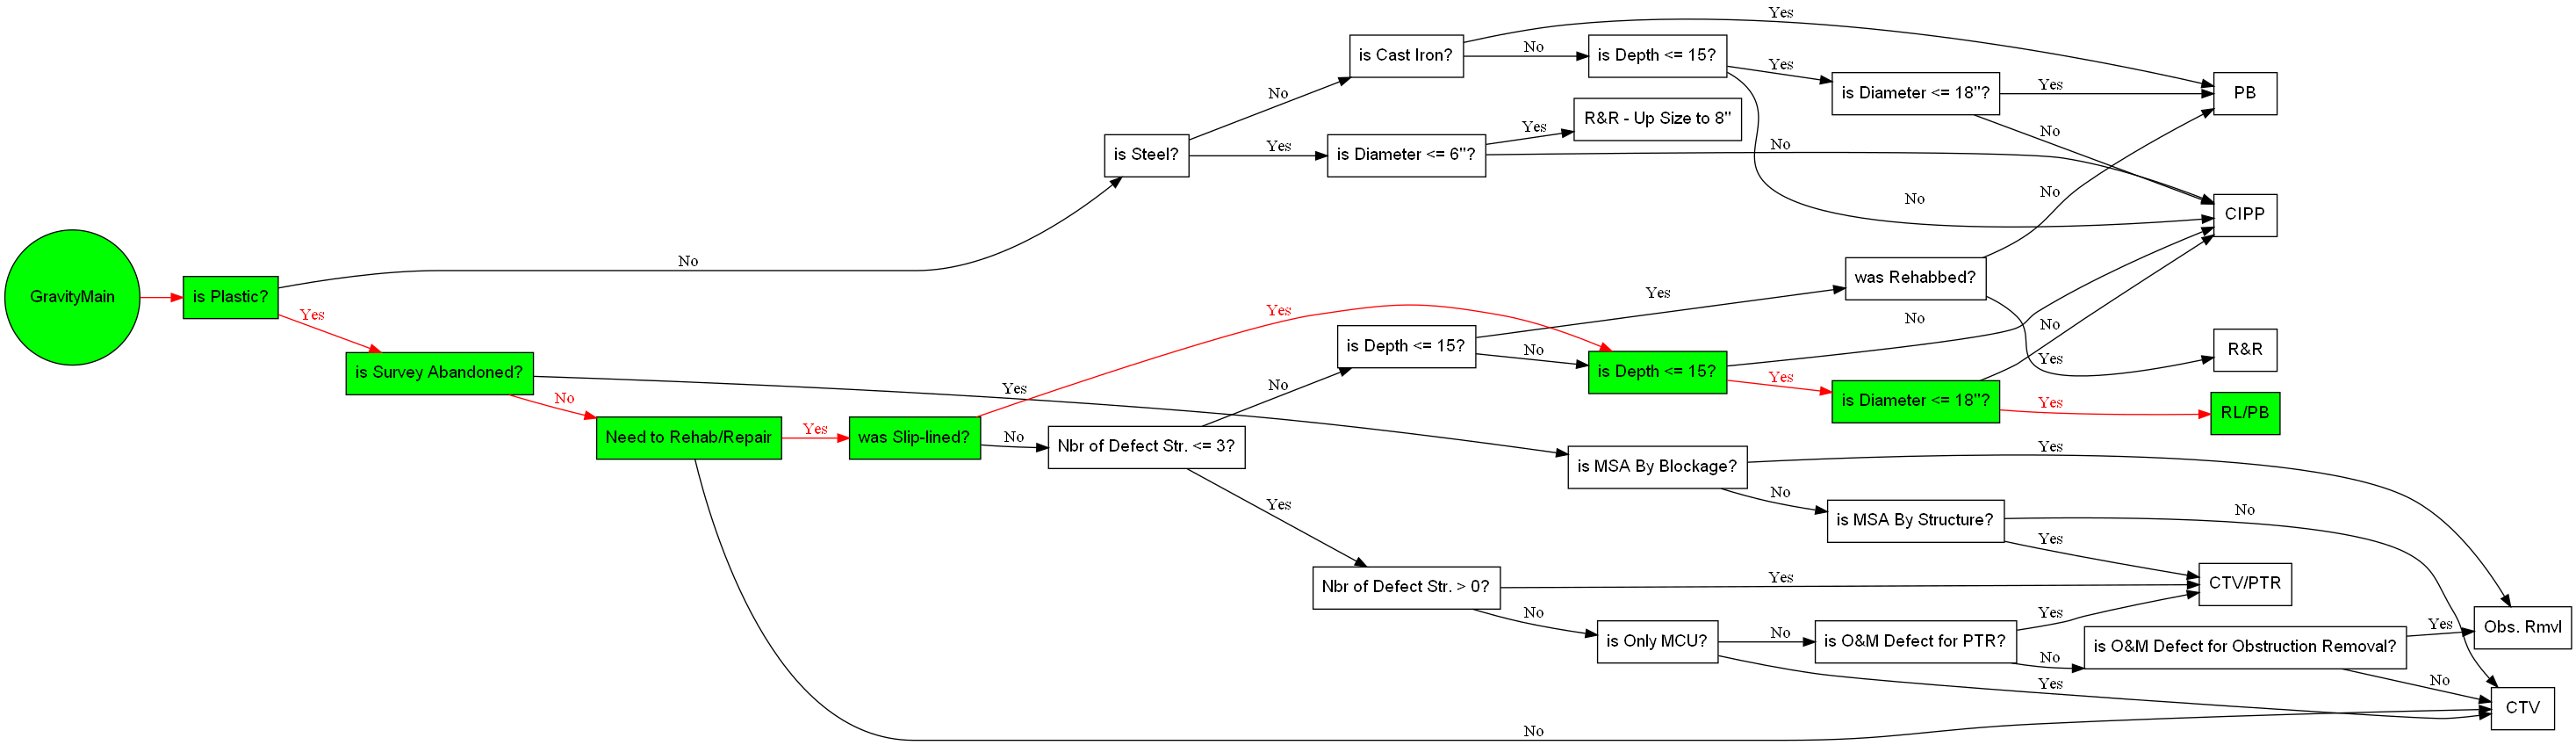 Yes
is Cast Iron?
No
is Depth <= 15?
Yes
is Diameter <= 18"?
Yes
PB
No
R&R - Up Size to 8"
Yes
No
is Steel?
Yes
is Diameter <= 6"?
No
No
No
No
CIPP
No
was Rehabbed?
GravityMain
is Plastic?
Yes
Yes
Yes
No
No
is Depth <= 15?
No
R&R
Yes
is Survey Abandoned?
is Depth <= 15?
Yes
is Diameter <= 18"?
Yes
RL/PB
No
Yes
No
Need to Rehab/Repair
Yes
was Slip-lined?
No
Nbr of Defect Str. <= 3?
Yes
is MSA By Blockage?
No
Yes
is MSA By Structure?
No
Yes
Nbr of Defect Str. > 0?
Yes
CTV/PTR
No
is Only MCU?
No
is O&M Defect for PTR?
Yes
No
is O&M Defect for Obstruction Removal?
Yes
Obs. Rmvl
Yes
No
CTV
No